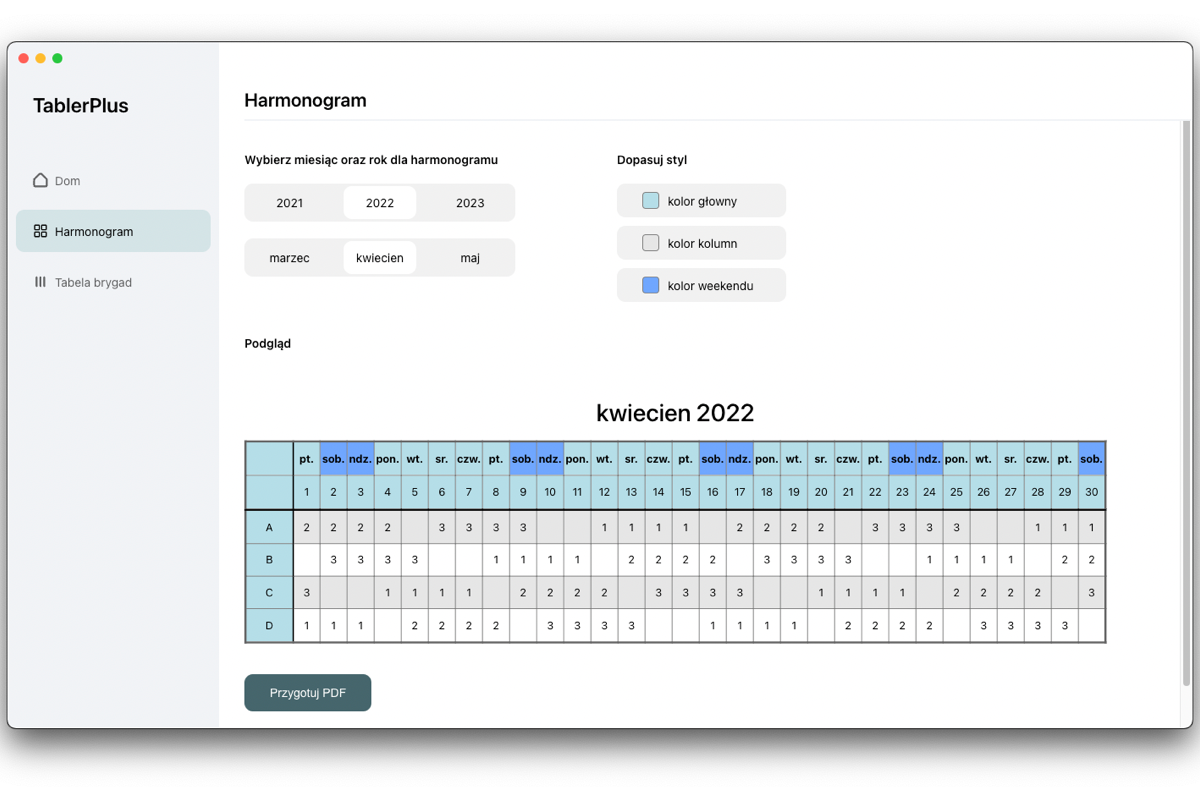 TablerPlus
Dom
Harmonogram
Tabela brygad
Harmonogram
Wybierz miesiąc oraz rok dla harmonogramu
2021 2022 2023
marzec kwiecien maj
Dopasuj styl
kolor głowny
kolor kolumn
kolor weekendu
Podgląd
kwiecien 2022
pt. sob. ndz. pon. wt. sr. czw. pt. sob. ndz. pon. wt. sr. czw. pt. sob. ndz. pon. wt. sr. czw. pt. sob. ndz. pon. wt. sr. czw. pt. sob.
1 2 3 4 5 6 7 8 9 10 11 12 13 14 15 16 17 18 19 20 21 22 23 24 25 26 27 28 29 30
A 2 2 2 2 3 3 3 3 1 1 1 1 2 2 2 2 3 3 3 3 1 1 1
B 3 3 3 3 1 1 1 1 2 2 2 2 3 3 3 3 1 1 1 1 2 2
C 3 1 1 1 1 2 2 2 2 3 3 3 3 1 1 1 1 2 2 2 2 3
D 1 1 1 2 2 2 2 3 3 3 3 1 1 1 1 2 2 2 2 3 3 3 3
Przygotuj PDF